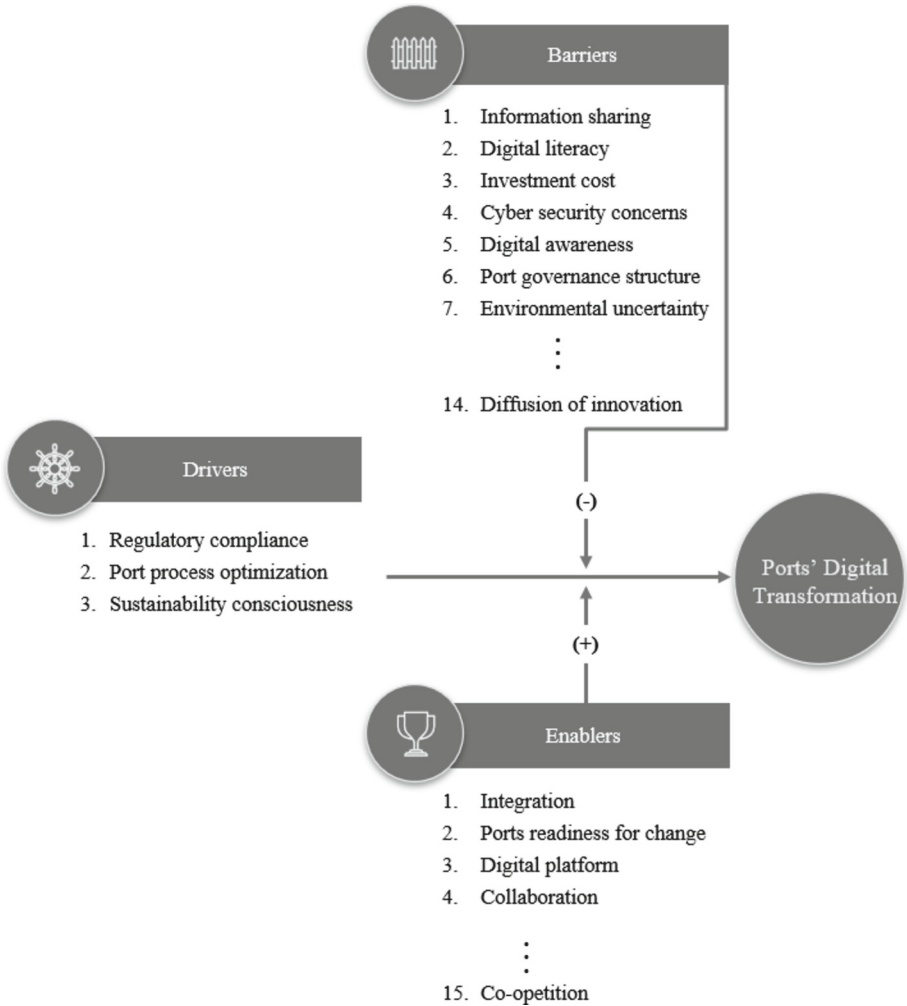 Barriers
1. Information sharing
2. Digital literacy
3. Investment cost
4. Cyber security concerns
5. Digital awareness
6. Port governance structure
7. Environmental uncertainty
⋮
14. Diffusion of innovation
Drivers
1. Regulatory compliance
2. Port process optimization
3. Sustainability consciousness
(-)
Ports’ Digital
Transformation
(+)
Enablers
1. Integration
2. Ports readiness for change
3. Digital platform
4. Collaboration
⋮
15. Co-opetition